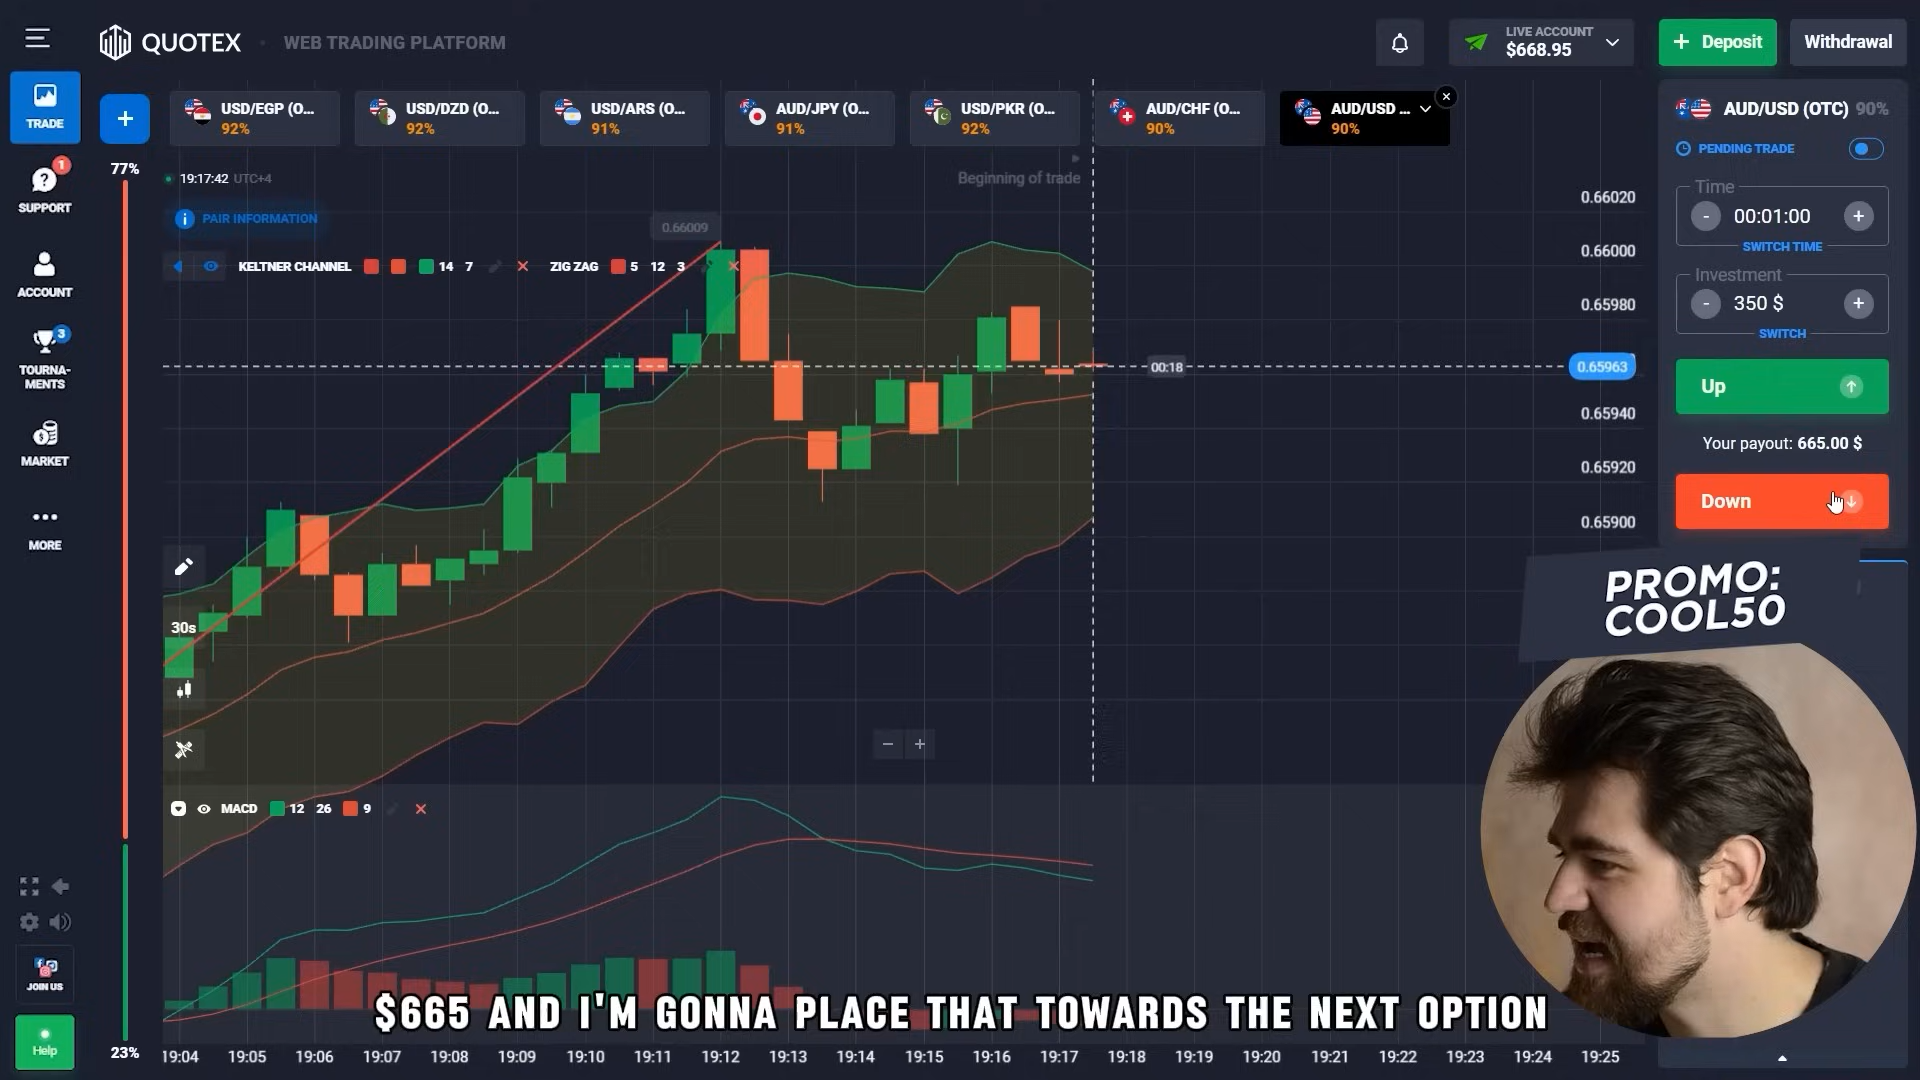 QUOTEX
WEB TRADING PLATFORM
LIVE ACCOUNT
$668.95
+ Deposit
Withdrawal
TRADE
SUPPORT
1
ACCOUNT
TOURNA-
MENTS
3
MARKET
MORE
JOIN US
Help
+
USD/EGP (O...
92%
USD/DZD (O...
92%
USD/ARS (O...
91%
AUD/JPY (O...
91%
USD/PKR (O...
92%
AUD/CHF (O...
90%
AUD/USD ...
90%
77%
23%
19:17:42 UTC+4
Beginning of trade
PAIR INFORMATION
0.66009
KELTNER CHANNEL 14 7
ZIG ZAG 5 12 3
30s
00:18
0.66020
0.66000
0.65980
0.65963
0.65940
0.65920
0.65900
MACD 12 26 9
AUD/USD (OTC) 90%
PENDING TRADE
Time
- 00:01:00 +
SWITCH TIME
Investment
- 350 $ +
SWITCH
Up
Your payout: 665.00 $
Down
PROMO:
COOL50
$665 AND I'M GONNA PLACE THAT TOWARDS THE NEXT OPTION
19:04 19:05 19:06 19:07 19:08 19:09 19:10 19:11 19:12 19:13 19:14 19:15 19:16 19:17 19:18 19:19 19:20 19:21 19:22 19:23 19:24 19:25